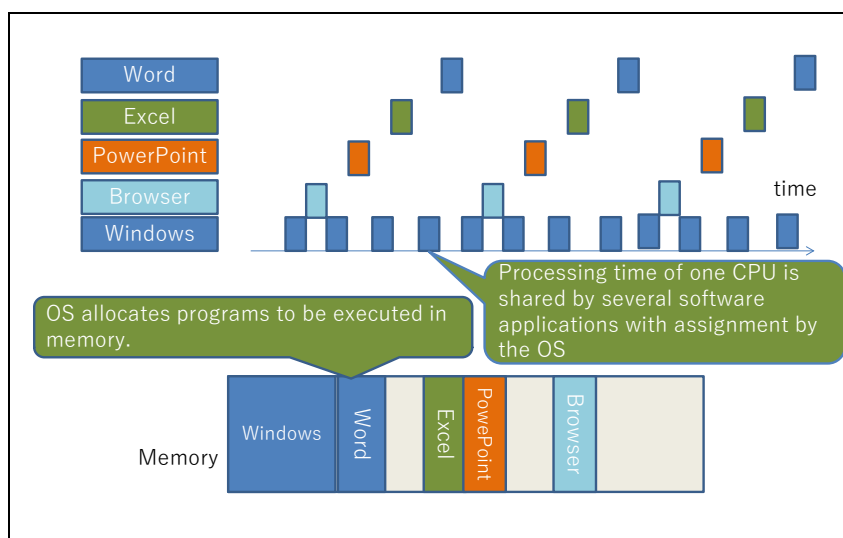 Word
Excel
PowerPoint
Browser
Windows
time
Processing time of one CPU is
shared by several software
applications with assignment by
the OS
OS allocates programs to be executed in
memory.
Memory
Windows
Word
Excel
PowePoint
Browser